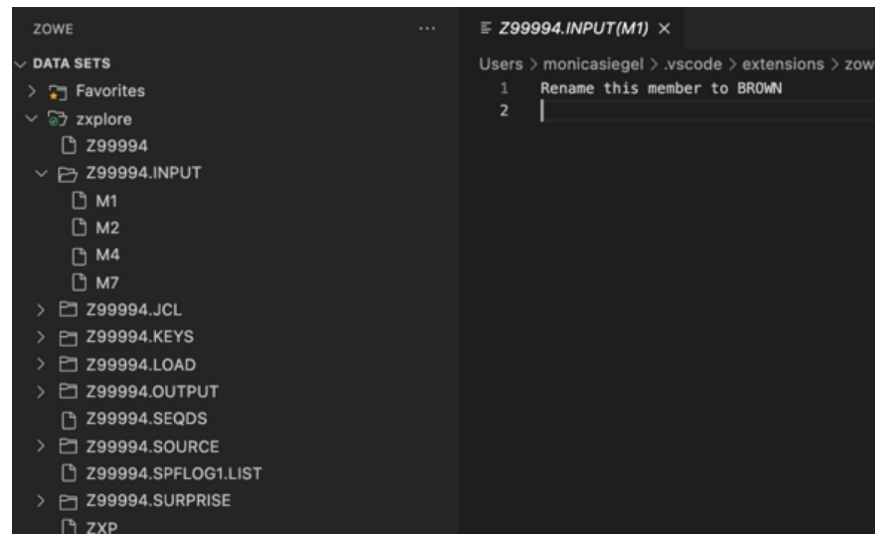 ZOWE
DATA SETS
Favorites
zxplore
Z99994
Z99994.INPUT
M1
M2
M4
M7
Z99994.JCL
Z99994.KEYS
Z99994.LOAD
Z99994.OUTPUT
Z99994.SEQDS
Z99994.SOURCE
Z99994.SPFLOG1.LIST
Z99994.SURPRISE
ZXP
Z99994.INPUT(M1) ×
Users > monicasiegel > .vscode > extensions > zow
1 Rename this member to BROWN
2